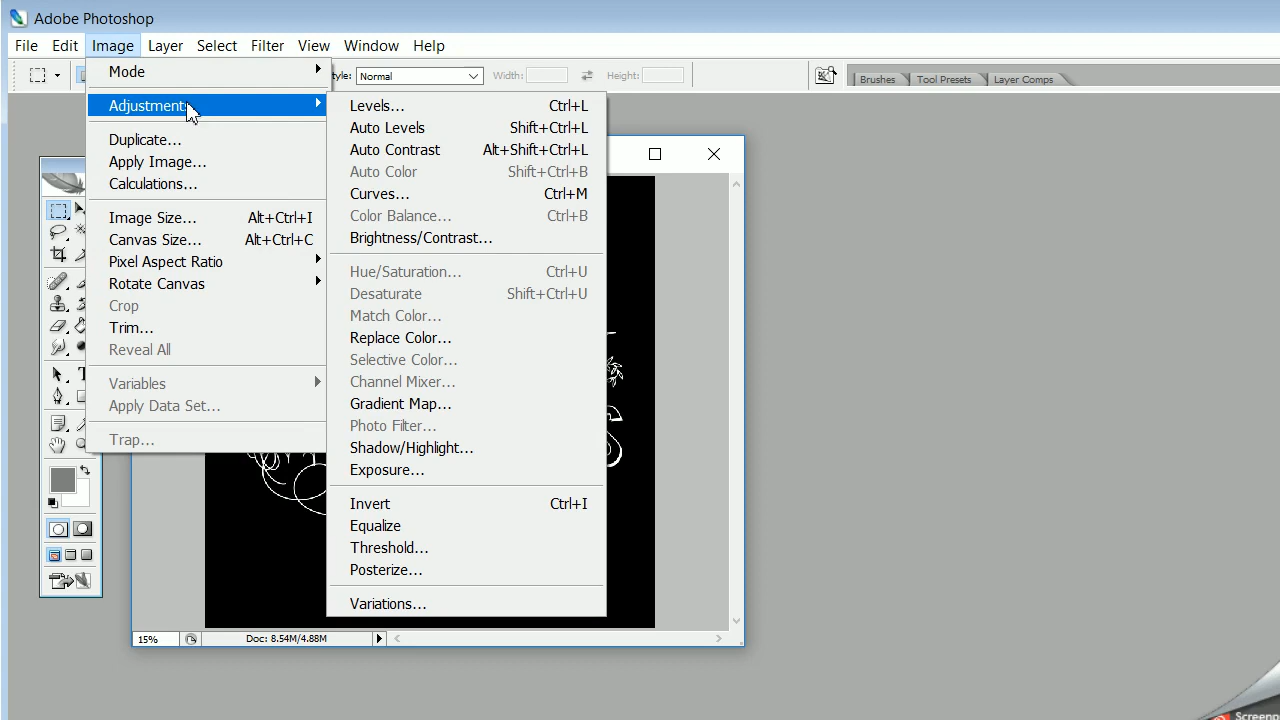 Adobe Photoshop
File Edit Image Layer Select Filter View Window Help
Mode
Normal
Width:
Height:
Brushes
Tool Presets
Layer Comps
Adjustment
Duplicate...
Apply Image...
Calculations...
Image Size... Alt+Ctrl+I
Canvas Size... Alt+Ctrl+C
Pixel Aspect Ratio
Rotate Canvas
Crop
Trim...
Reveal All
Variables
Apply Data Set...
Trap...
Levels... Ctrl+L
Auto Levels Shift+Ctrl+L
Auto Contrast Alt+Shift+Ctrl+L
Auto Color Shift+Ctrl+B
Curves... Ctrl+M
Color Balance... Ctrl+B
Brightness/Contrast...
Hue/Saturation... Ctrl+U
Desaturate Shift+Ctrl+U
Match Color...
Replace Color...
Selective Color...
Channel Mixer...
Gradient Map...
Photo Filter...
Shadow/Highlight...
Exposure...
Invert Ctrl+I
Equalize
Threshold...
Posterize...
Variations...
15%
Doc: 8.54M/4.88M